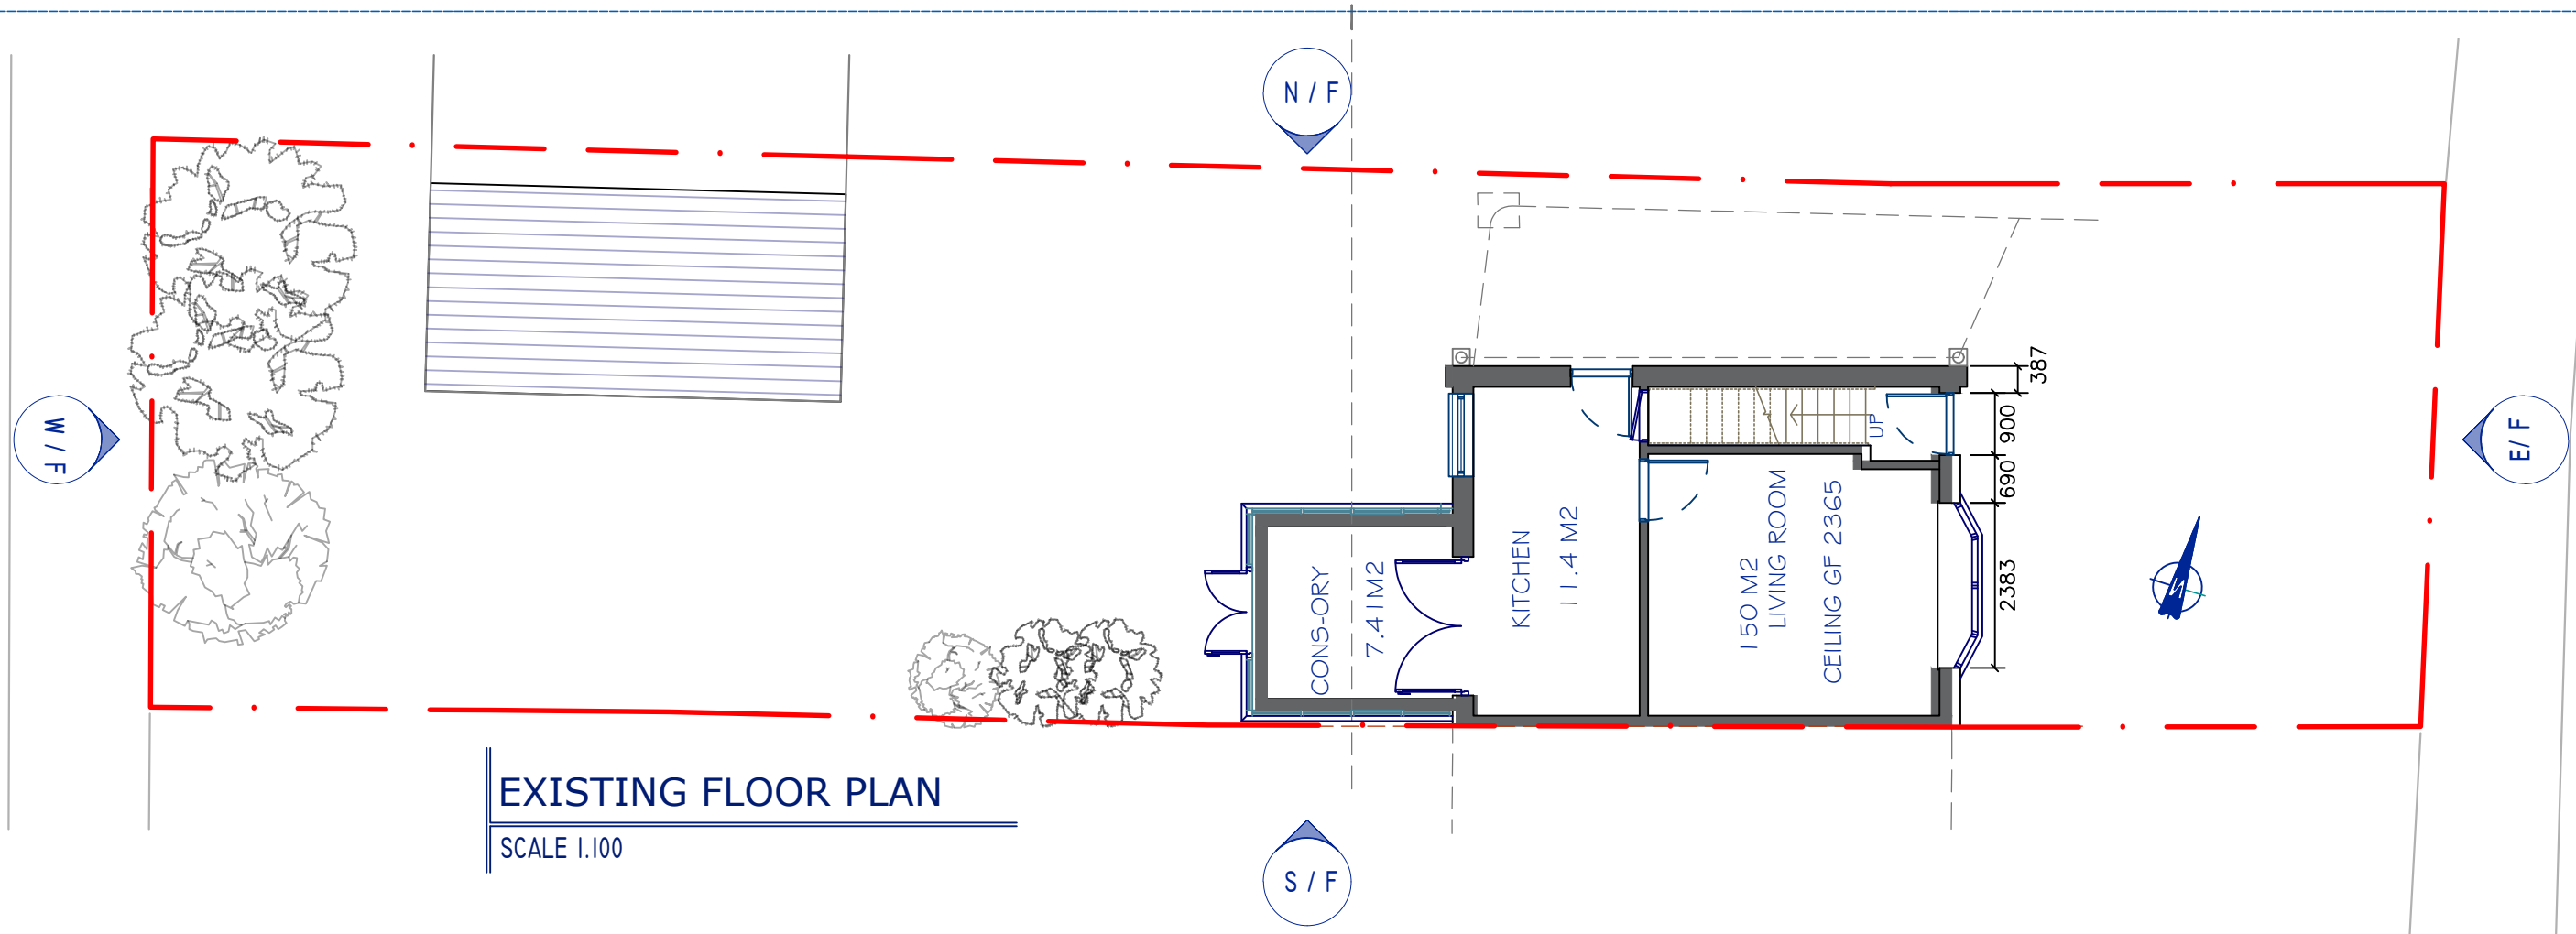 N / F
W / F
E / F
S / F
387
900
690
2383
UP
KITCHEN
11.4 M2
CONS-ORY
7.41M2
150 M2
LIVING ROOM
CEILING GF 2365
N
EXISTING FLOOR PLAN
SCALE 1.100